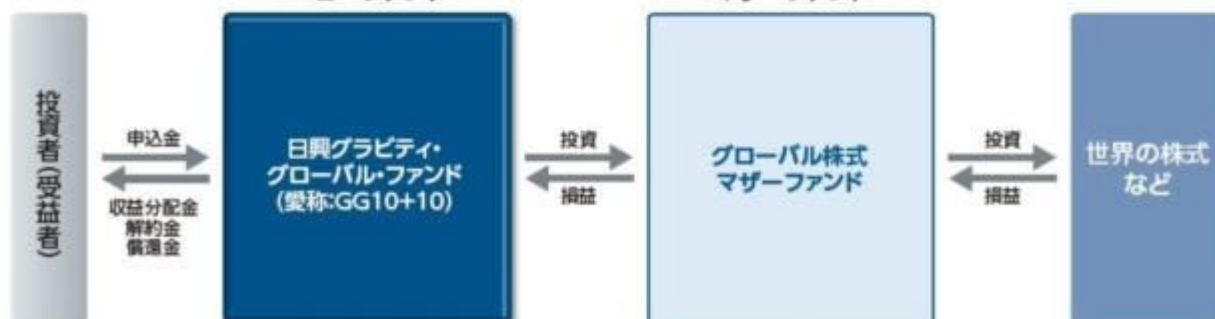 投資者(受益者)
申込金
収益分配金
解約金
償還金
日興グラビティ・
グローバル・ファンド
(愛称:GG10+10)
投資
損益
グローバル株式
マザーファンド
投資
損益
世界の株式
など